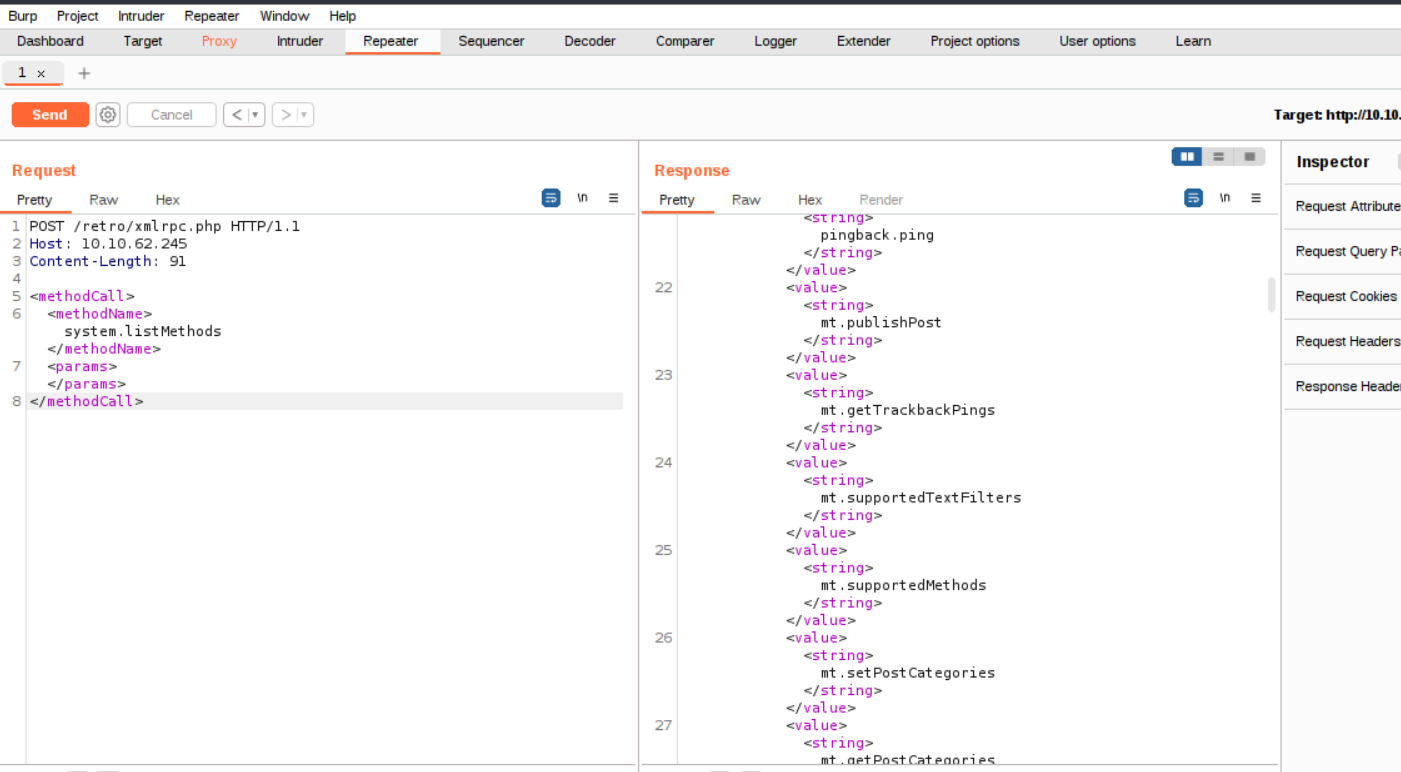 Burp Project Intruder Repeater Window Help
Dashboard Target Proxy Intruder Repeater Sequencer Decoder Comparer Logger Extender Project options User options Learn
1 × +
Send Cancel < | ▾ > | ▾ Target: http://10.10.
Request
Pretty Raw Hex \n ≡
1 POST /retro/xmlrpc.php HTTP/1.1
2 Host: 10.10.62.245
3 Content-Length: 91
4
5 <methodCall>
6 <methodName>
system.listMethods
</methodName>
7 <params>
</params>
8 </methodCall>
Response
Pretty Raw Hex Render \n ≡
<string>
pingback.ping
</string>
</value>
22 <value>
<string>
mt.publishPost
</string>
</value>
23 <value>
<string>
mt.getTrackbackPings
</string>
</value>
24 <value>
<string>
mt.supportedTextFilters
</string>
</value>
25 <value>
<string>
mt.supportedMethods
</string>
</value>
26 <value>
<string>
mt.setPostCategories
</string>
</value>
27 <value>
<string>
mt.getPostCategories
Inspector
Request Attribute
Request Query Pa
Request Cookies
Request Headers
Response Header